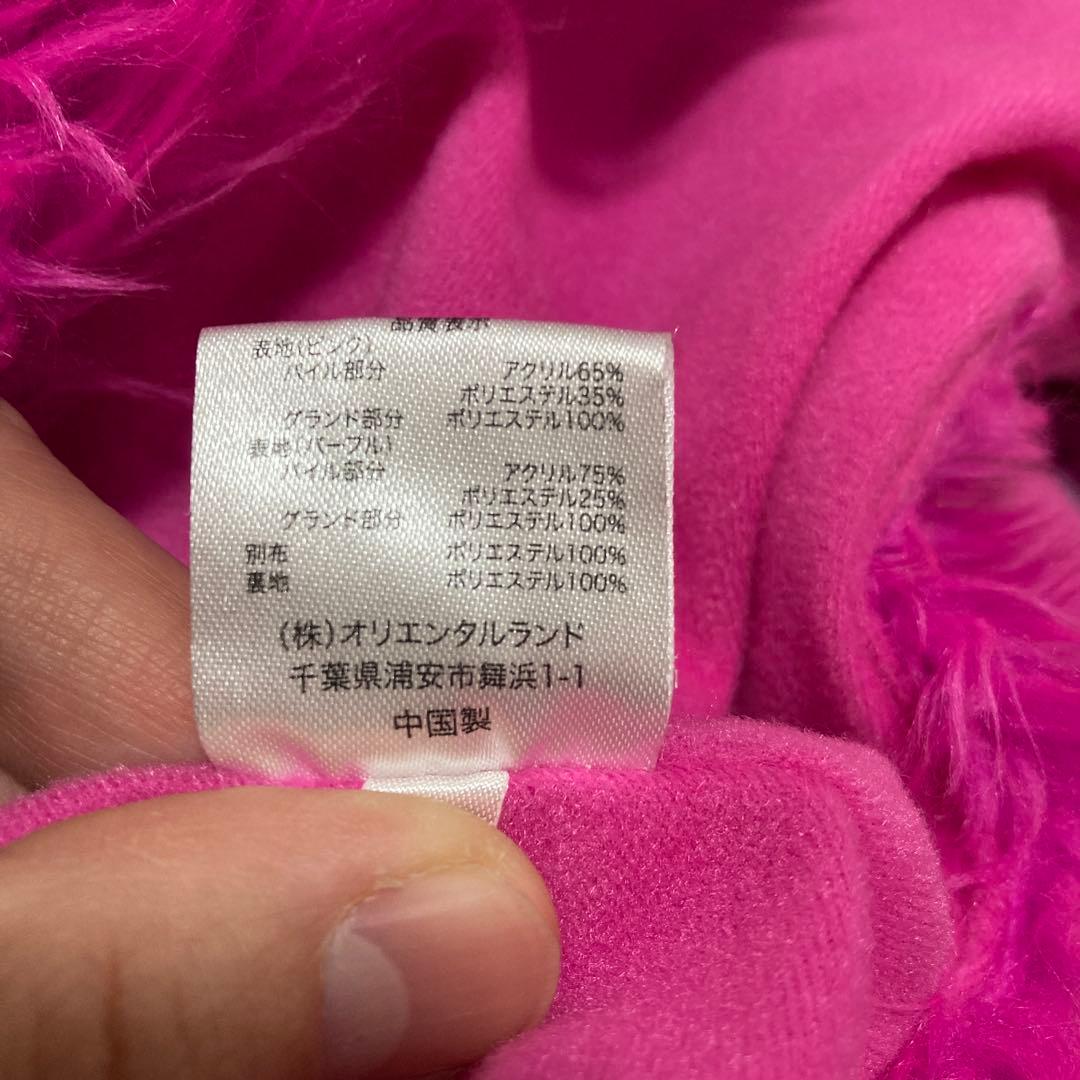 品質表示
表地(ピンク)
パイル部分 アクリル65%
ポリエステル35%
グランド部分 ポリエステル100%
表地(パープル)
パイル部分 アクリル75%
ポリエステル25%
グランド部分 ポリエステル100%
別布 ポリエステル100%
裏地 ポリエステル100%
(株)オリエンタルランド
千葉県浦安市舞浜1-1
中国製